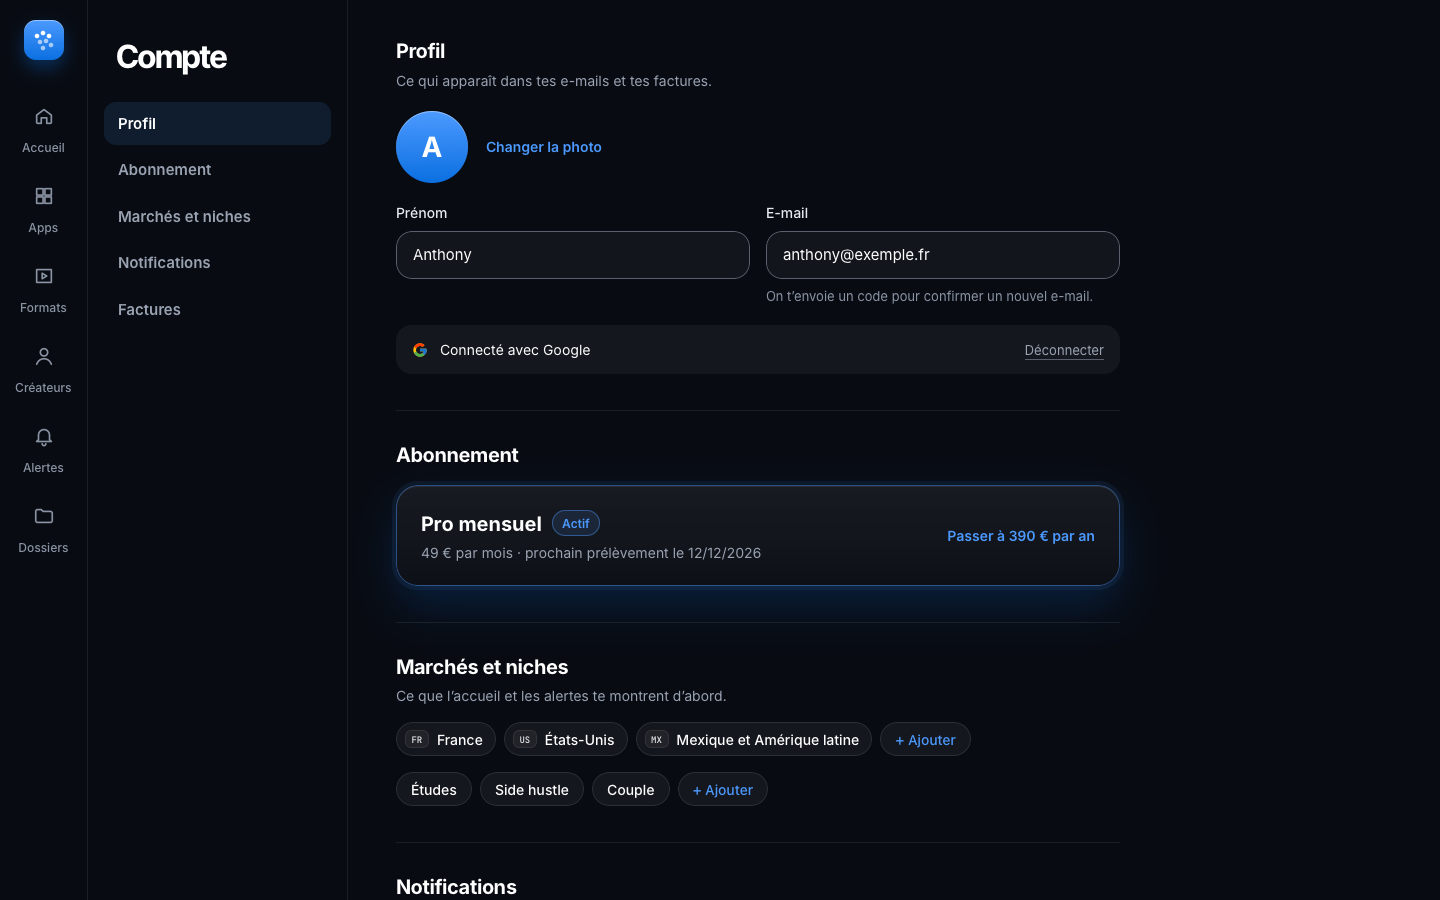 Accueil
Apps
Formats
Créateurs
Alertes
Dossiers
Compte
Profil
Abonnement
Marchés et niches
Notifications
Factures
Profil
Ce qui apparaît dans tes e-mails et tes factures.
A
Changer la photo
Prénom
E-mail
Anthony
anthony@exemple.fr
On t’envoie un code pour confirmer un nouvel e-mail.
Connecté avec Google
Déconnecter
Abonnement
Pro mensuel Actif
49 € par mois · prochain prélèvement le 12/12/2026
Passer à 390 € par an
Marchés et niches
Ce que l’accueil et les alertes te montrent d’abord.
FR France US États-Unis MX Mexique et Amérique latine + Ajouter
Études Side hustle Couple + Ajouter
Notifications